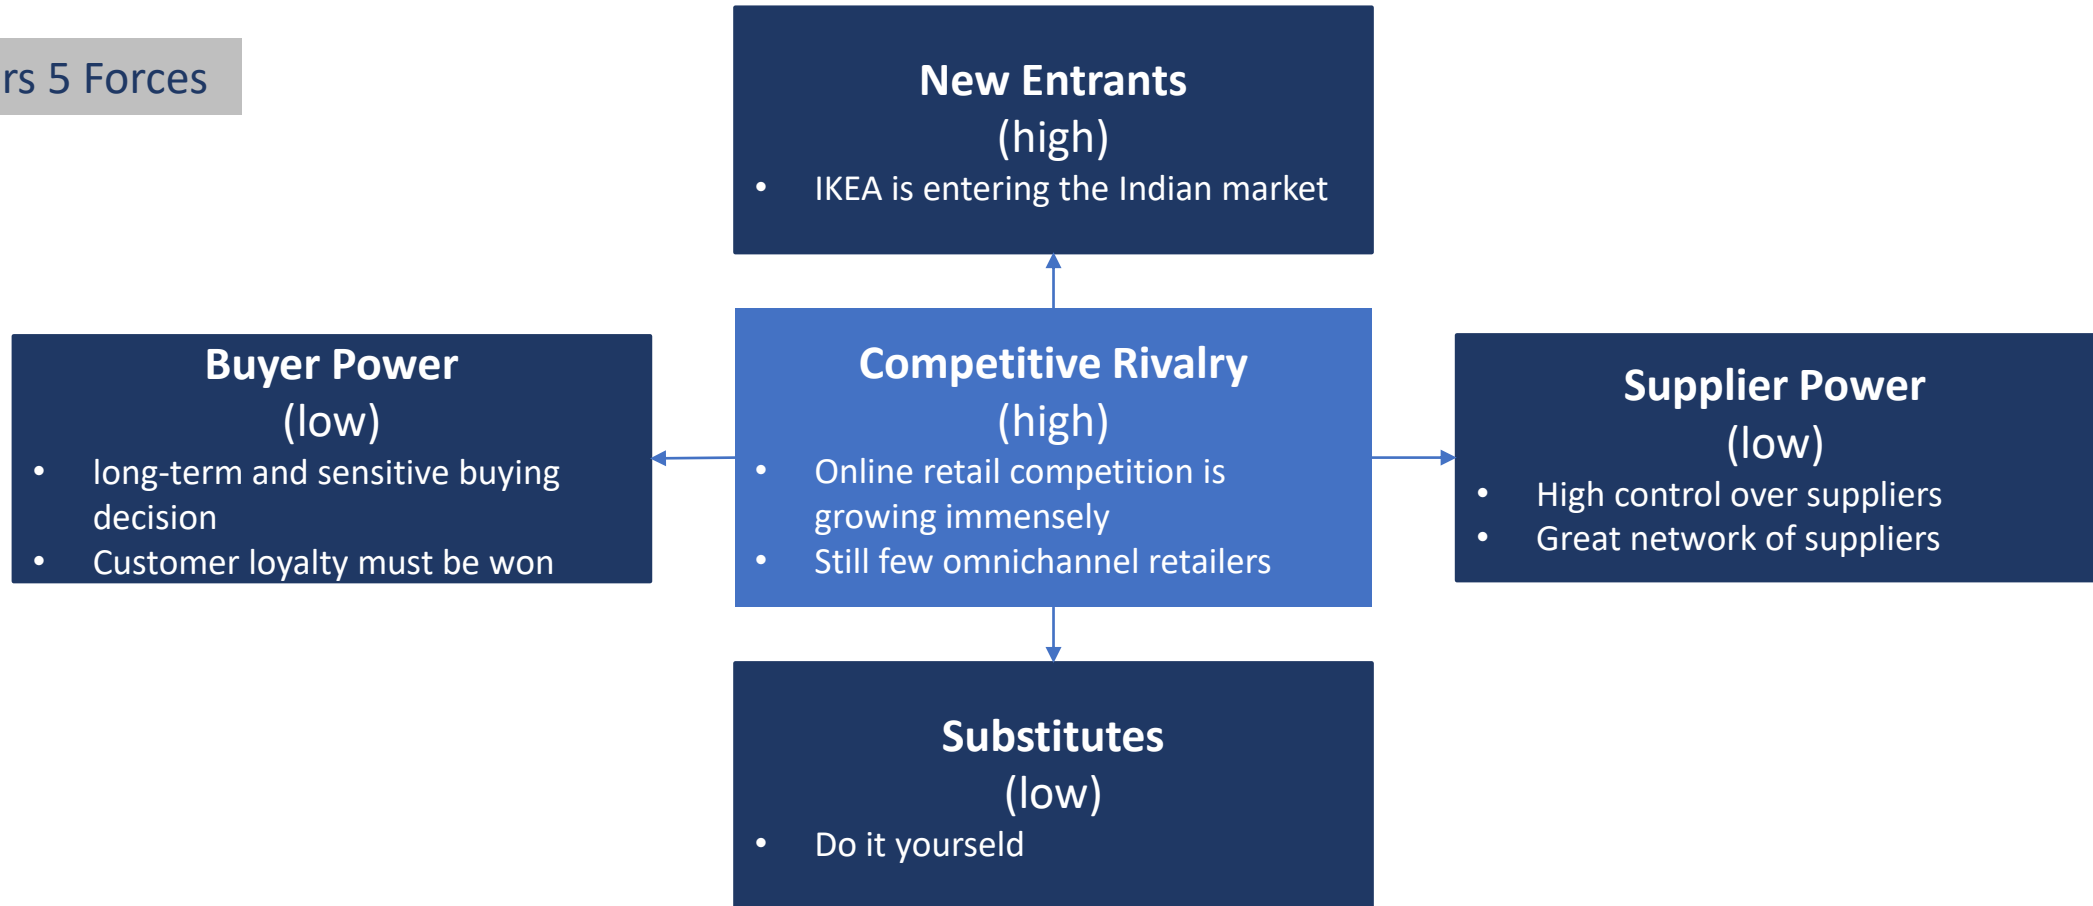 rs 5 Forces
New Entrants
(high)
• IKEA is entering the Indian market
Buyer Power
(low)
• long-term and sensitive buying
decision
• Customer loyalty must be won
Competitive Rivalry
(high)
• Online retail competition is
growing immensely
• Still few omnichannel retailers
Supplier Power
(low)
• High control over suppliers
• Great network of suppliers
Substitutes
(low)
• Do it yourseld